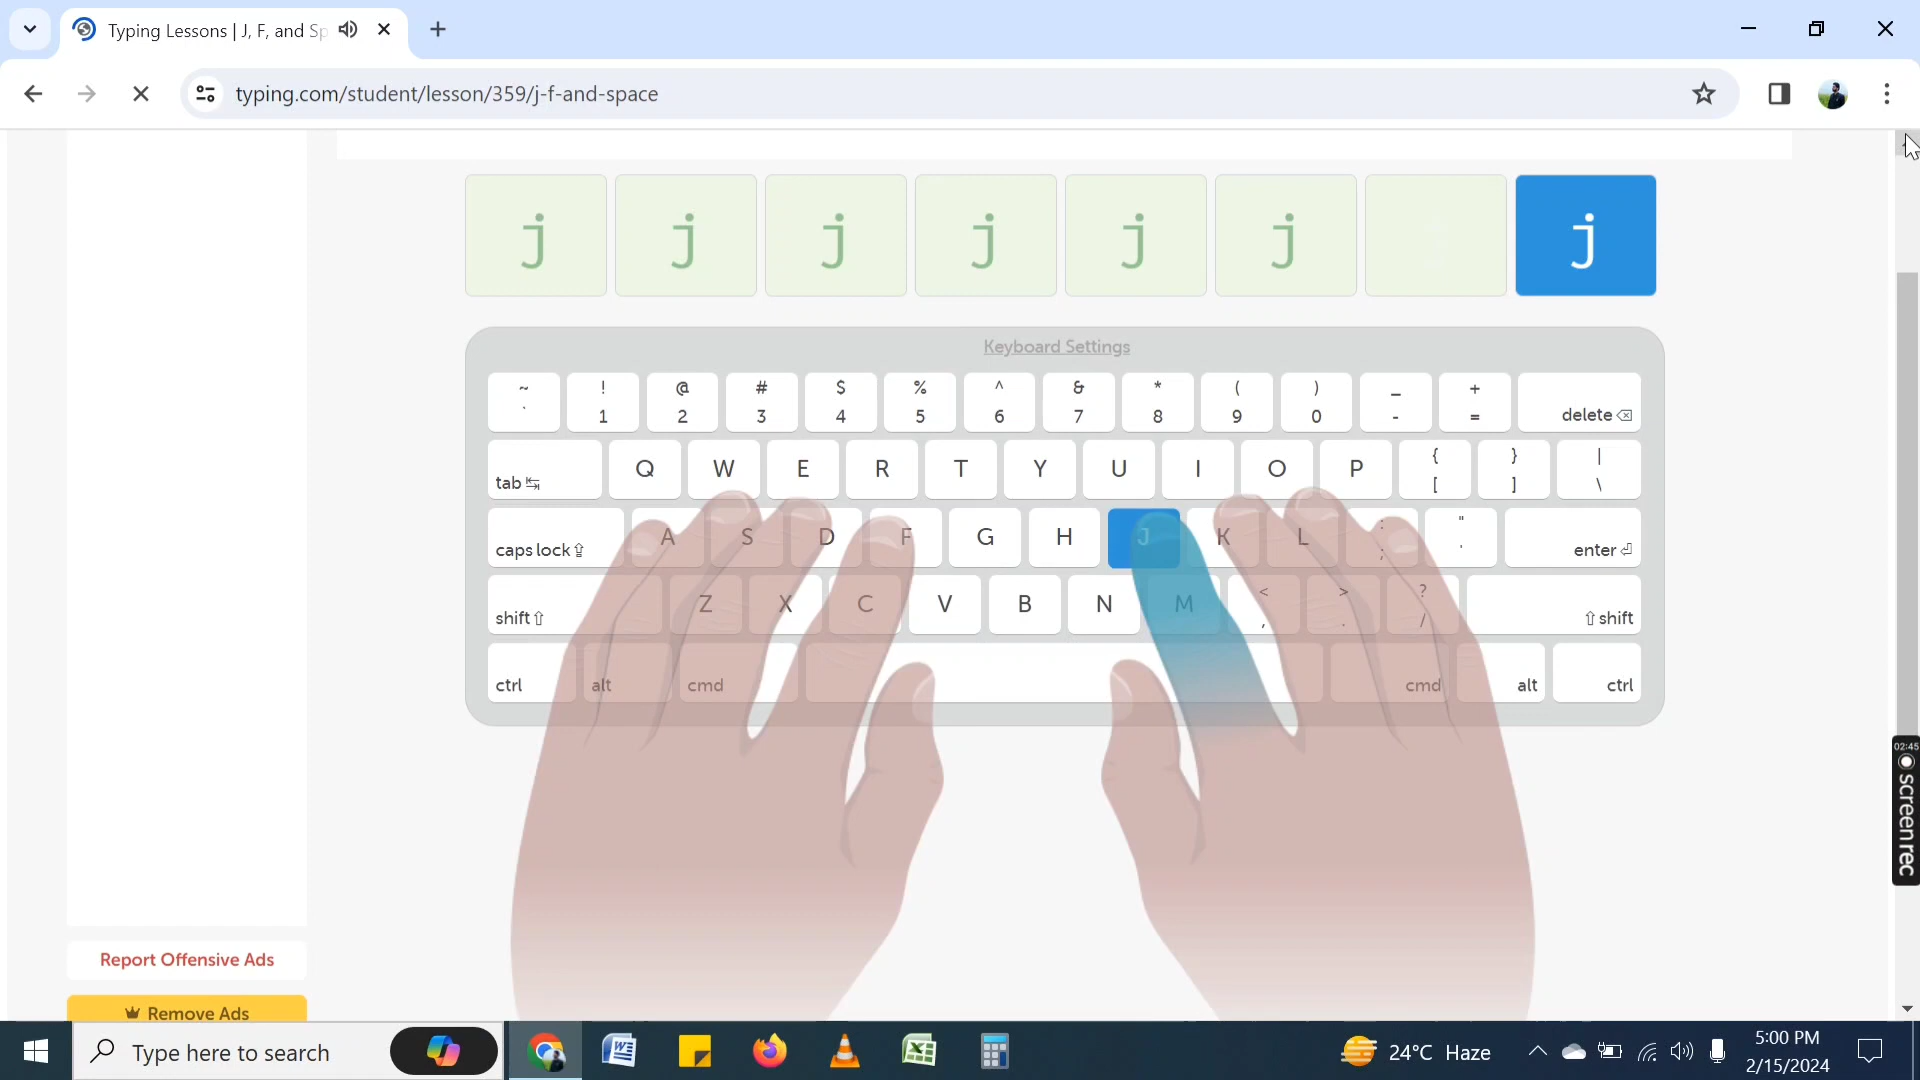 Typing Lessons | J, F, and Sp
typing.com/student/lesson/359/j-f-and-space
j j j j j j j
Keyboard Settings
~ ! @ # $ % ^ & * ( ) _ +
` 1 2 3 4 5 6 7 8 9 0 - = delete
tab Q W E R T Y U I O P { [ } ] | \
caps lock A S D F G H J K L : ; " ' enter
shift Z X C V B N M < , > . ? / shift
ctrl alt cmd cmd alt ctrl
Report Offensive Ads
Remove Ads
02:45
screenrec
Type here to search
24°C Haze
5:00 PM
2/15/2024